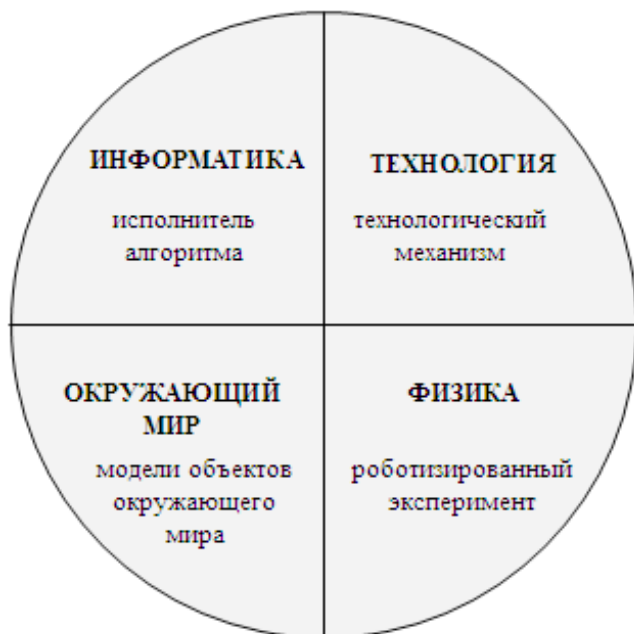 ИНФОРМАТИКА
исполнитель
алгоритма
ТЕХНОЛОГИЯ
технологический
механизм
ОКРУЖАЮЩИЙ
МИР
модели объектов
окружающего
мира
ФИЗИКА
роботизированный
эксперимент